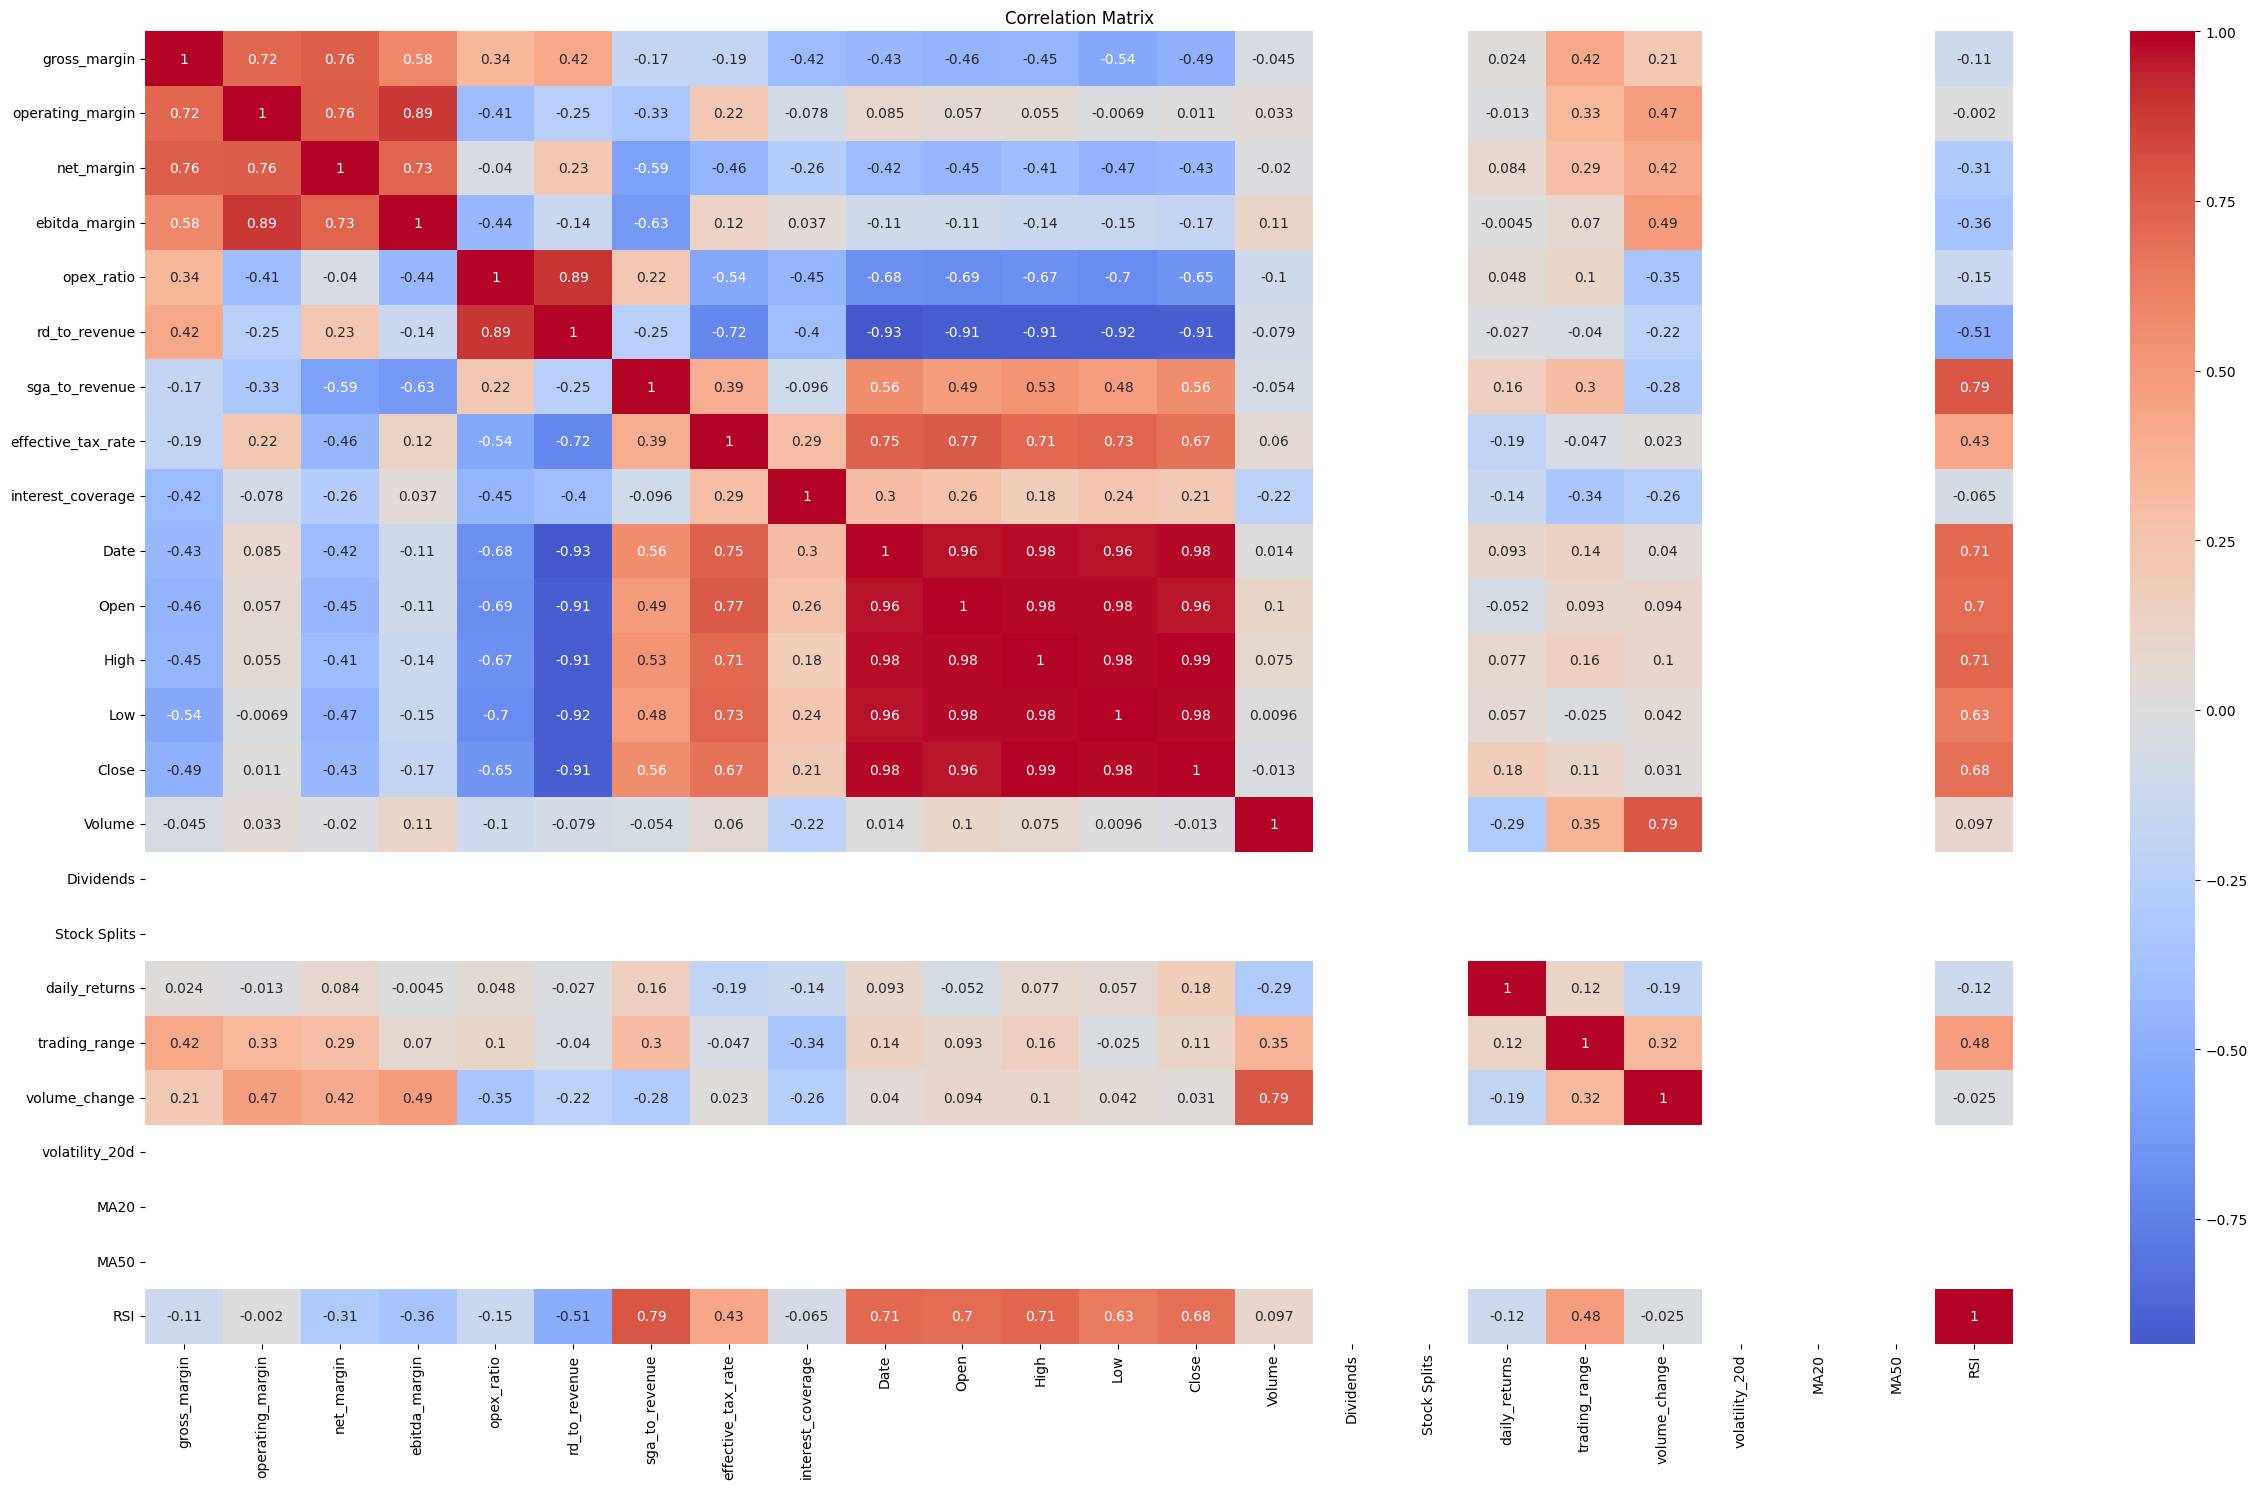 Correlation Matrix
gross_margin 1 0.72 0.76 0.58 0.34 0.42 -0.17 -0.19 -0.42 -0.43 -0.46 -0.45 -0.54 -0.49 -0.045 0.024 0.42 0.21 -0.11
operating_margin 0.72 1 0.76 0.89 -0.41 -0.25 -0.33 0.22 -0.078 0.085 0.057 0.055 -0.0069 0.011 0.033 -0.013 0.33 0.47 -0.002
net_margin 0.76 0.76 1 0.73 -0.04 0.23 -0.59 -0.46 -0.26 -0.42 -0.45 -0.41 -0.47 -0.43 -0.02 0.084 0.29 0.42 -0.31
ebitda_margin 0.58 0.89 0.73 1 -0.44 -0.14 -0.63 0.12 0.037 -0.11 -0.11 -0.14 -0.15 -0.17 0.11 -0.0045 0.07 0.49 -0.36
opex_ratio 0.34 -0.41 -0.04 -0.44 1 0.89 0.22 -0.54 -0.45 -0.68 -0.69 -0.67 -0.7 -0.65 -0.1 0.048 0.1 -0.35 -0.15
rd_to_revenue 0.42 -0.25 0.23 -0.14 0.89 1 -0.25 -0.72 -0.4 -0.93 -0.91 -0.91 -0.92 -0.91 -0.079 -0.027 -0.04 -0.22 -0.51
sga_to_revenue -0.17 -0.33 -0.59 -0.63 0.22 -0.25 1 0.39 -0.096 0.56 0.49 0.53 0.48 0.56 -0.054 0.16 0.3 -0.28 0.79
effective_tax_rate -0.19 0.22 -0.46 0.12 -0.54 -0.72 0.39 1 0.29 0.75 0.77 0.71 0.73 0.67 0.06 -0.19 -0.047 0.023 0.43
interest_coverage -0.42 -0.078 -0.26 0.037 -0.45 -0.4 -0.096 0.29 1 0.3 0.26 0.18 0.24 0.21 -0.22 -0.14 -0.34 -0.26 -0.065
Date -0.43 0.085 -0.42 -0.11 -0.68 -0.93 0.56 0.75 0.3 1 0.96 0.98 0.96 0.98 0.014 0.093 0.14 0.04 0.71
Open -0.46 0.057 -0.45 -0.11 -0.69 -0.91 0.49 0.77 0.26 0.96 1 0.98 0.98 0.96 0.1 -0.052 0.093 0.094 0.7
High -0.45 0.055 -0.41 -0.14 -0.67 -0.91 0.53 0.71 0.18 0.98 0.98 1 0.98 0.99 0.075 0.077 0.16 0.1 0.71
Low -0.54 -0.0069 -0.47 -0.15 -0.7 -0.92 0.48 0.73 0.24 0.96 0.98 0.98 1 0.98 0.0096 0.057 -0.025 0.042 0.63
Close -0.49 0.011 -0.43 -0.17 -0.65 -0.91 0.56 0.67 0.21 0.98 0.96 0.99 0.98 1 -0.013 0.18 0.11 0.031 0.68
Volume -0.045 0.033 -0.02 0.11 -0.1 -0.079 -0.054 0.06 -0.22 0.014 0.1 0.075 0.0096 -0.013 1 -0.29 0.35 0.79 0.097
Dividends
Stock Splits
daily_returns 0.024 -0.013 0.084 -0.0045 0.048 -0.027 0.16 -0.19 -0.14 0.093 -0.052 0.077 0.057 0.18 -0.29 1 0.12 -0.19 -0.12
trading_range 0.42 0.33 0.29 0.07 0.1 -0.04 0.3 -0.047 -0.34 0.14 0.093 0.16 -0.025 0.11 0.35 0.12 1 0.32 0.48
volume_change 0.21 0.47 0.42 0.49 -0.35 -0.22 -0.28 0.023 -0.26 0.04 0.094 0.1 0.042 0.031 0.79 -0.19 0.32 1 -0.025
volatility_20d
MA20
MA50
RSI -0.11 -0.002 -0.31 -0.36 -0.15 -0.51 0.79 0.43 -0.065 0.71 0.7 0.71 0.63 0.68 0.097 -0.12 0.48 -0.025 1
gross_margin
operating_margin
net_margin
ebitda_margin
opex_ratio
rd_to_revenue
sga_to_revenue
effective_tax_rate
interest_coverage
Date
Open
High
Low
Close
Volume
Dividends
Stock Splits
daily_returns
trading_range
volume_change
volatility_20d
MA20
MA50
RSI
1.00
0.75
0.50
0.25
0.00
−0.25
−0.50
−0.75